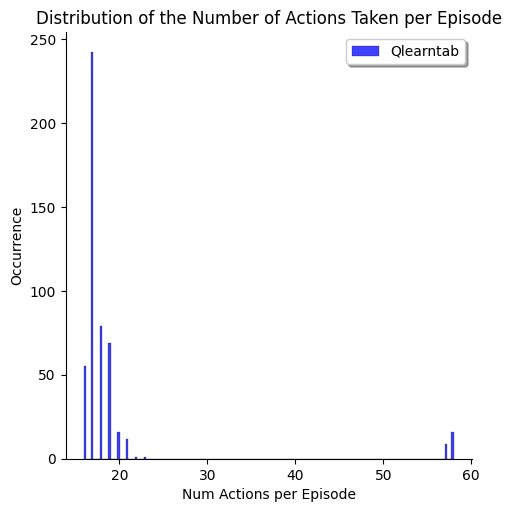 Distribution of the Number of Actions Taken per Episode
Qlearntab
250
200
150
100
50
0
Occurrence
20 30 40 50 60
Num Actions per Episode